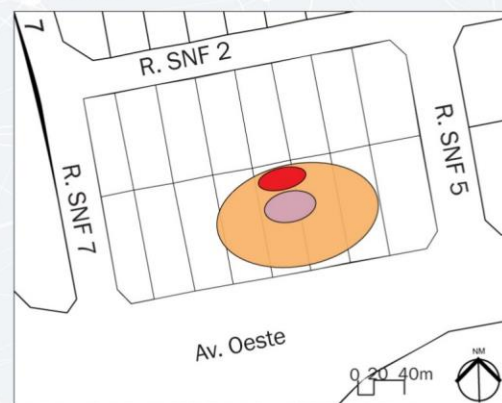 7
R. SNF 2
R. SNF 5
R. SNF 7
Av. Oeste
0 20 40m
NM